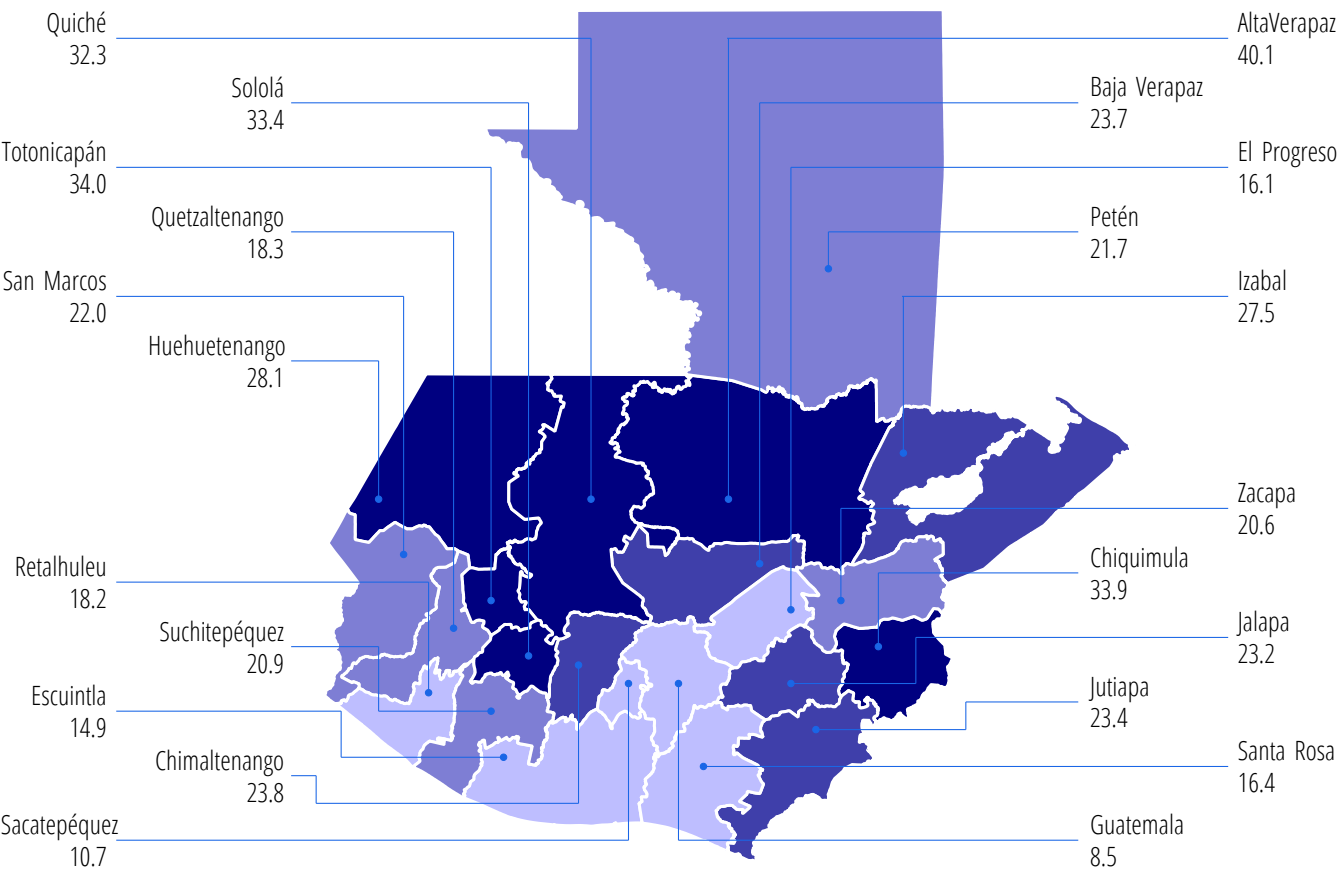 Quiché
32.3
Sololá
33.4
Totonicapán
34.0
Quetzaltenango
18.3
San Marcos
22.0
Huehuetenango
28.1
Retalhuleu
18.2
Suchitepéquez
20.9
Escuintla
14.9
Chimaltenango
23.8
Sacatepéquez
10.7
AltaVerapaz
40.1
Baja Verapaz
23.7
El Progreso
16.1
Petén
21.7
Izabal
27.5
Zacapa
20.6
Chiquimula
33.9
Jalapa
23.2
Jutiapa
23.4
Santa Rosa
16.4
Guatemala
8.5